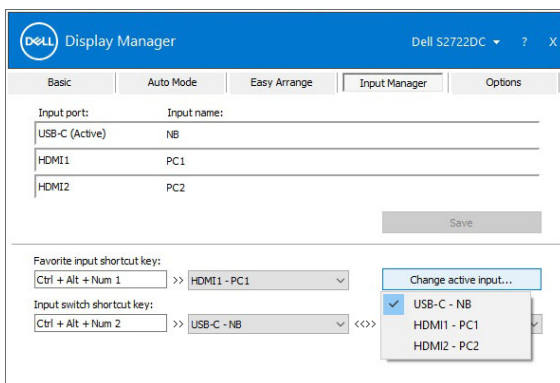 DELL Display Manager Dell S2722DC ? X
Basic Auto Mode Easy Arrange Input Manager Options
Input port: Input name:
USB-C (Active) NB
HDMI1 PC1
HDMI2 PC2
Save
Favorite input shortcut key:
Ctrl + Alt + Num 1 >> HDMI1 - PC1 Change active input...
Input switch shortcut key:
Ctrl + Alt + Num 2 >> USB-C - NB <<>>
USB-C - NB
HDMI1 - PC1
HDMI2 - PC2